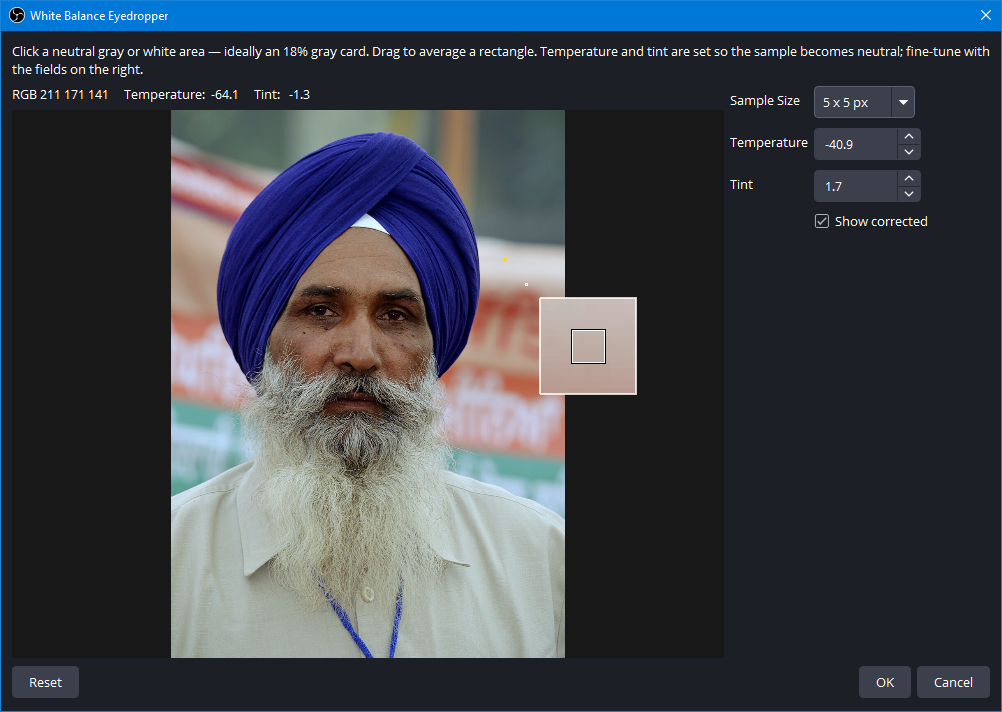 White Balance Eyedropper
Click a neutral gray or white area — ideally an 18% gray card. Drag to average a rectangle. Temperature and tint are set so the sample becomes neutral; fine-tune with
the fields on the right.
RGB 211 171 141 Temperature: -64.1 Tint: -1.3
Sample Size 5 x 5 px
Temperature -40.9
Tint 1.7
Show corrected
Reset OK Cancel